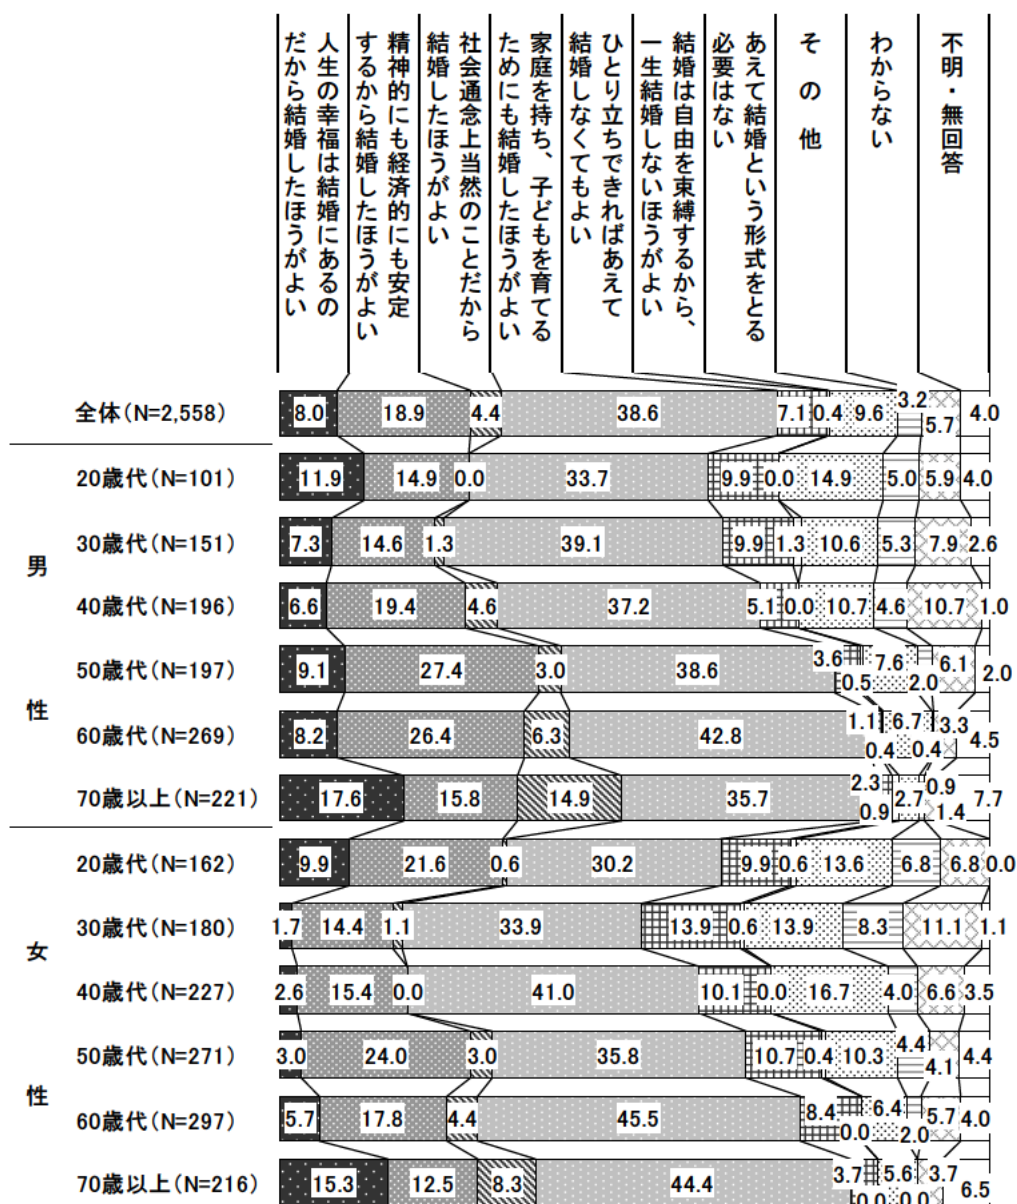 人生の幸福は結婚にあるの
だから結婚したほうがよい
精神的にも経済的にも安定
するから結婚したほうがよい
社会通念上当然のことだから
結婚したほうがよい
家庭を持ち、子どもを育てる
ためにも結婚したほうがよい
ひとり立ちできればあえて
結婚しなくてもよい
結婚は自由を束縛するから、
一生結婚しないほうがよい
あえて結婚という形式をとる
必要はない
その他
わからない
不明・無回答
全体(N=2,558) 8.0 18.9 4.4 38.6 7.1 0.4 9.6 3.2 5.7 4.0
男性
20歳代(N=101) 11.9 14.9 0.0 33.7 9.9 0.0 14.9 5.0 5.9 4.0
30歳代(N=151) 7.3 14.6 1.3 39.1 9.9 1.3 10.6 5.3 7.9 2.6
40歳代(N=196) 6.6 19.4 4.6 37.2 5.1 0.0 10.7 4.6 10.7 1.0
50歳代(N=197) 9.1 27.4 3.0 38.6 3.6 0.5 7.6 2.0 6.1 2.0
60歳代(N=269) 8.2 26.4 6.3 42.8 1.1 0.4 6.7 0.4 3.3 4.5
70歳以上(N=221) 17.6 15.8 14.9 35.7 2.3 0.9 2.7 0.9 1.4 7.7
女性
20歳代(N=162) 9.9 21.6 0.6 30.2 9.9 0.6 13.6 6.8 6.8 0.0
30歳代(N=180) 1.7 14.4 1.1 33.9 13.9 0.6 13.9 8.3 11.1 1.1
40歳代(N=227) 2.6 15.4 0.0 41.0 10.1 0.0 16.7 4.0 6.6 3.5
50歳代(N=271) 3.0 24.0 3.0 35.8 10.7 0.4 10.3 4.4 4.1 4.4
60歳代(N=297) 5.7 17.8 4.4 45.5 8.4 0.0 6.4 2.0 5.7 4.0
70歳以上(N=216) 15.3 12.5 8.3 44.4 3.7 0.0 5.6 0.0 3.7 6.5